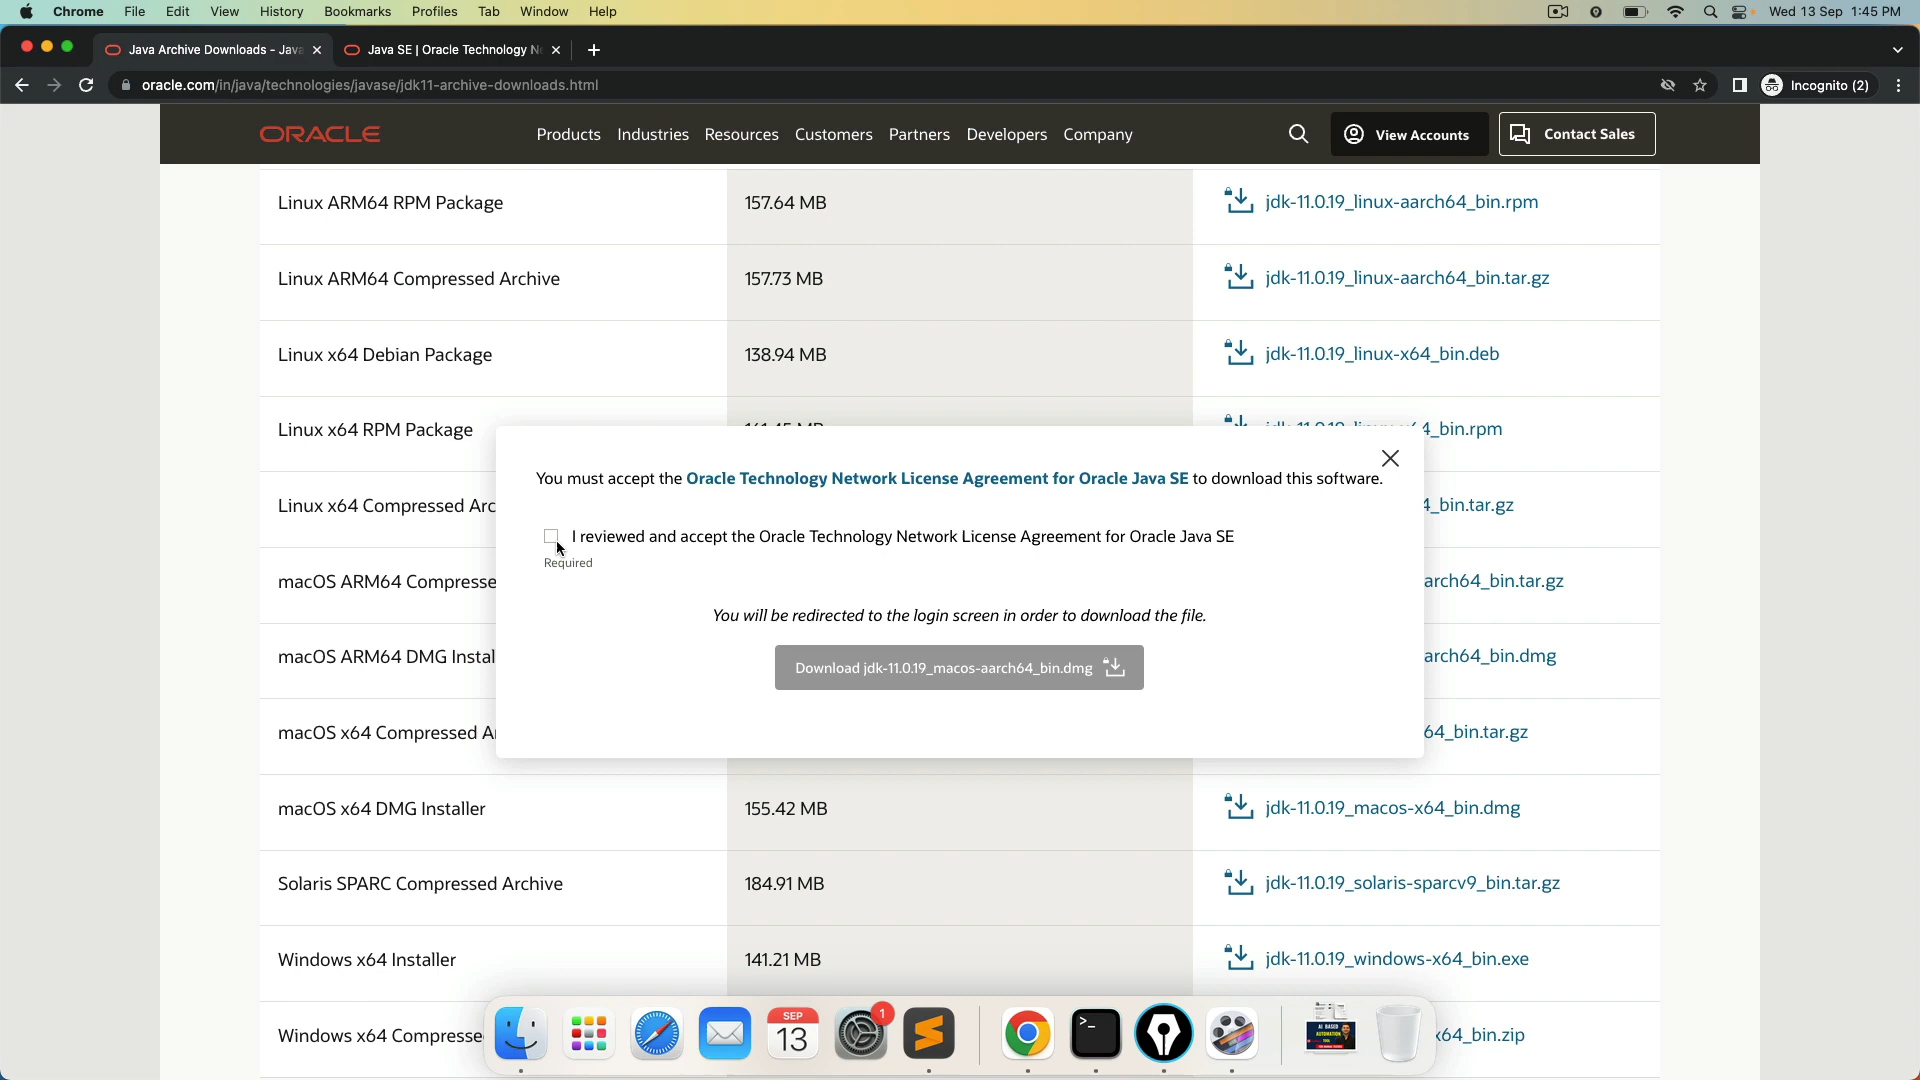 Chrome File Edit View History Bookmarks Profiles Tab Window Help Wed 13 Sep 1:45 PM
Java Archive Downloads - Java Java SE | Oracle Technology N
oracle.com/in/java/technologies/javase/jdk11-archive-downloads.html Incognito (2)
ORACLE Products Industries Resources Customers Partners Developers Company View Accounts Contact Sales
Linux ARM64 RPM Package 157.64 MB jdk-11.0.19_linux-aarch64_bin.rpm
Linux ARM64 Compressed Archive 157.73 MB jdk-11.0.19_linux-aarch64_bin.tar.gz
Linux x64 Debian Package 138.94 MB jdk-11.0.19_linux-x64_bin.deb
Linux x64 RPM Package 4_bin.rpm
You must accept the Oracle Technology Network License Agreement for Oracle Java SE to download this software.
Linux x64 Compressed Arc 4_bin.tar.gz
I reviewed and accept the Oracle Technology Network License Agreement for Oracle Java SE
Required
macOS ARM64 Compresse arch64_bin.tar.gz
You will be redirected to the login screen in order to download the file.
macOS ARM64 DMG Instal arch64_bin.dmg
Download jdk-11.0.19_macos-aarch64_bin.dmg
macOS x64 Compressed A 64_bin.tar.gz
macOS x64 DMG Installer 155.42 MB jdk-11.0.19_macos-x64_bin.dmg
Solaris SPARC Compressed Archive 184.91 MB jdk-11.0.19_solaris-sparcv9_bin.tar.gz
Windows x64 Installer 141.21 MB jdk-11.0.19_windows-x64_bin.exe
Windows x64 Compresse x64_bin.zip
SEP
13
1
AI BASED
AUTOMATION